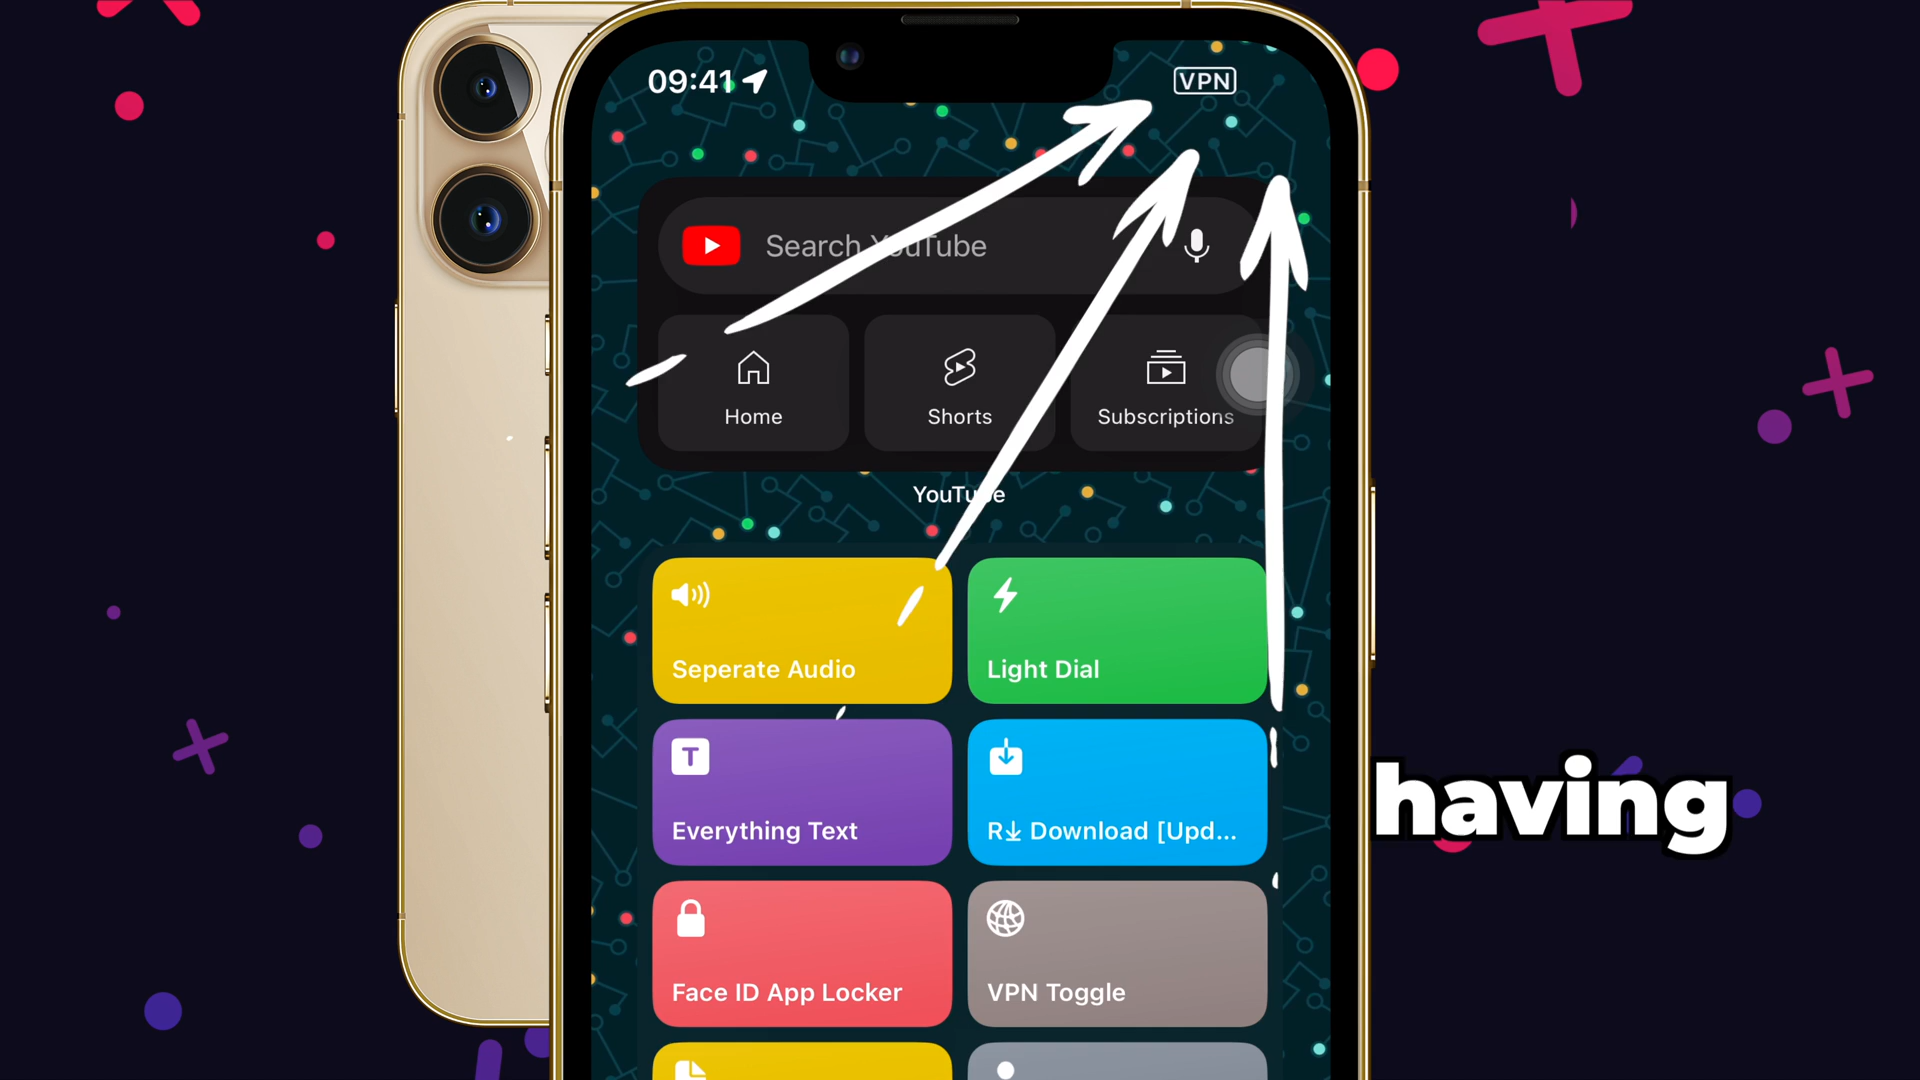 09:41
VPN
Search YouTube
Home
Shorts
Subscriptions
YouTube
Seperate Audio
Light Dial
T
Everything Text
R↓ Download [Upd...
Face ID App Locker
VPN Toggle
having